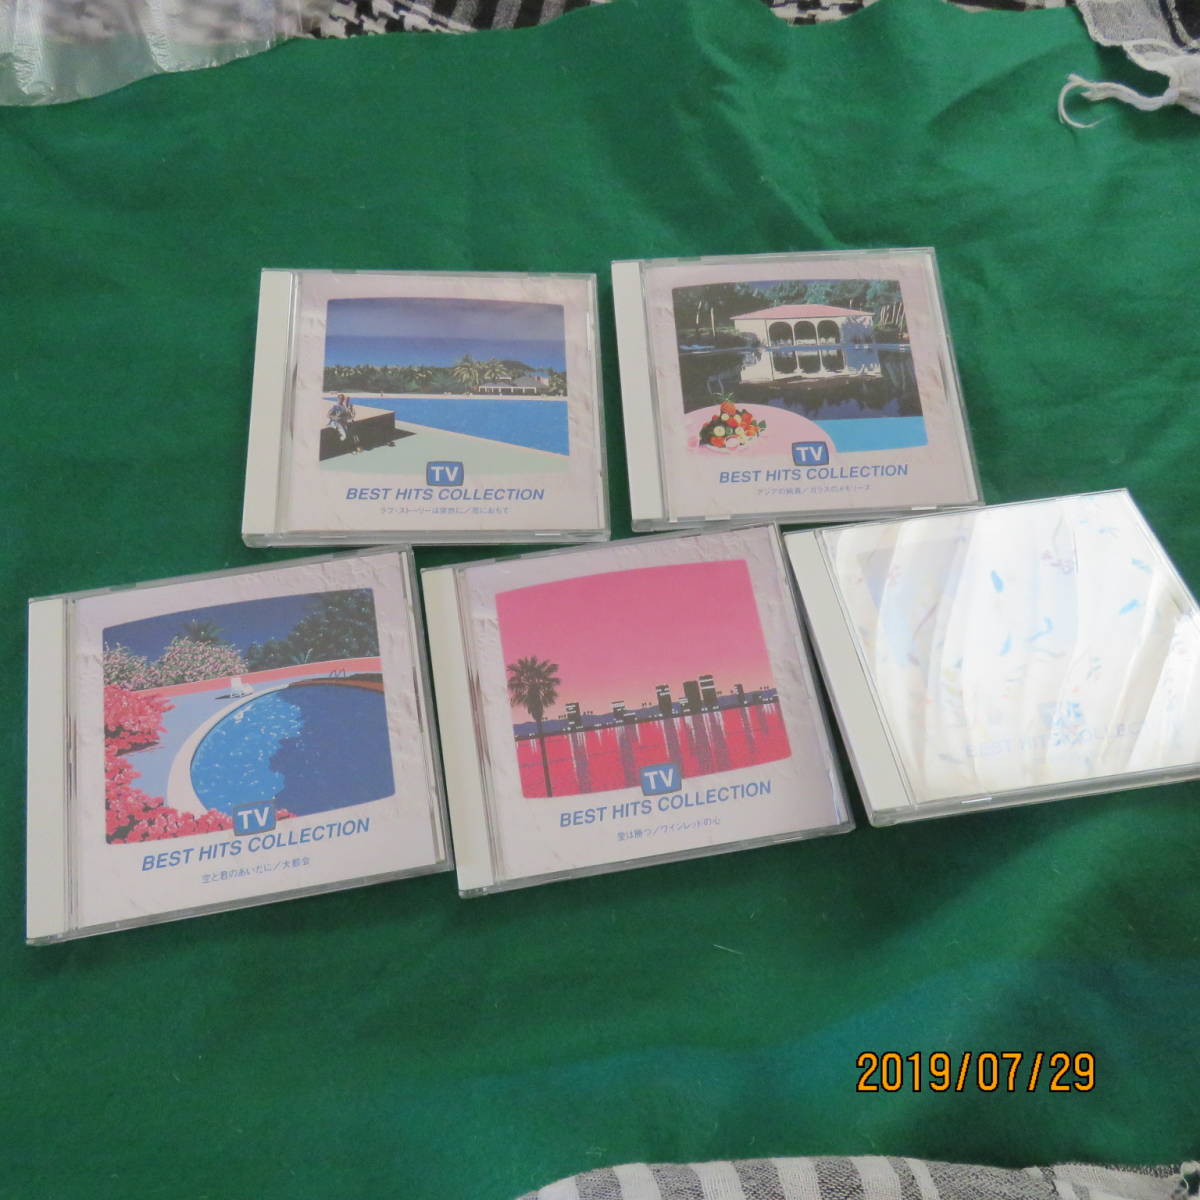 TV
BEST HITS COLLECTION
ラブ・ストーリーは突然に/恋におちて
TV
BEST HITS COLLECTION
アジアの純真/ガラスのメモリーズ
TV
BEST HITS COLLECTION
空と君のあいだに/大都会
TV
BEST HITS COLLECTION
愛は勝つ/ワインレッドの心
BEST HITS COLLEC
2019/07/29